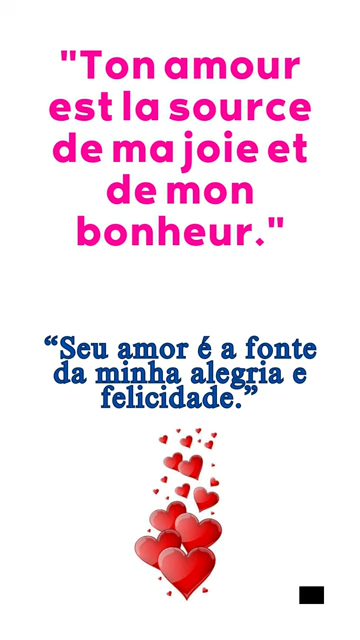 "Ton amour
est la source
de ma joie et
de mon
bonheur."
“Seu amor é a fonte
da minha alegria e
felicidade.”